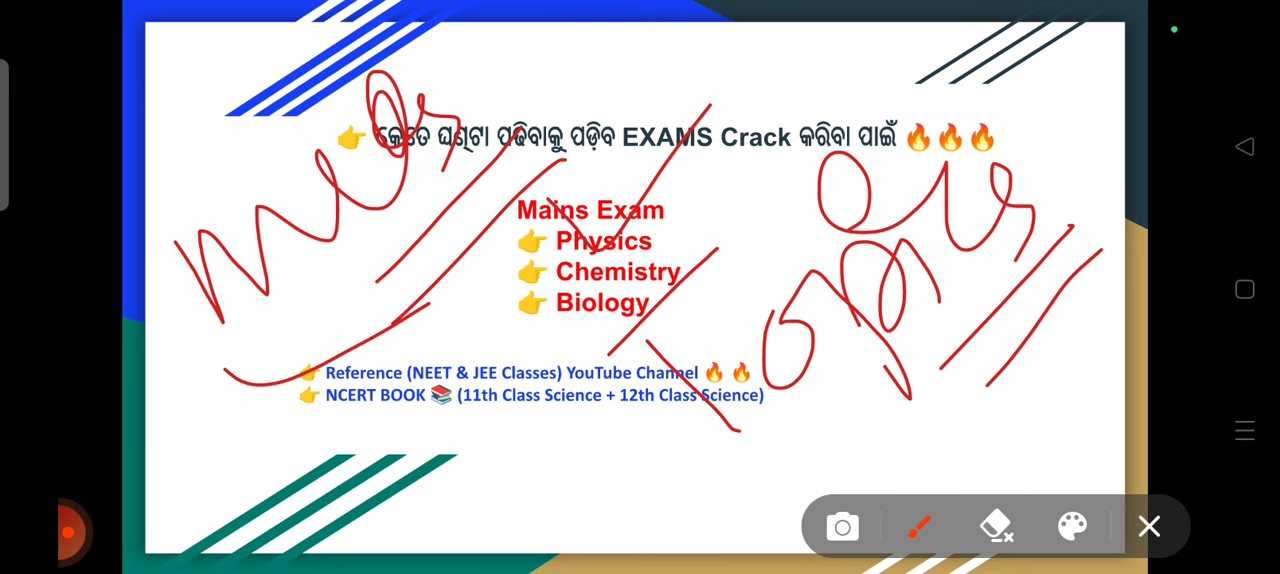 👉 କେତେ ଘଣ୍ଟା ପଢିବାକୁ ପଡ଼ିବ EXAMS Crack କରିବା ପାଇଁ 🔥🔥🔥
Mains Exam
👉 Physics
👉 Chemistry
👉 Biology
👉 Reference (NEET & JEE Classes) YouTube Channel 🔥 🔥
👉 NCERT BOOK 📚 (11th Class Science + 12th Class Science)